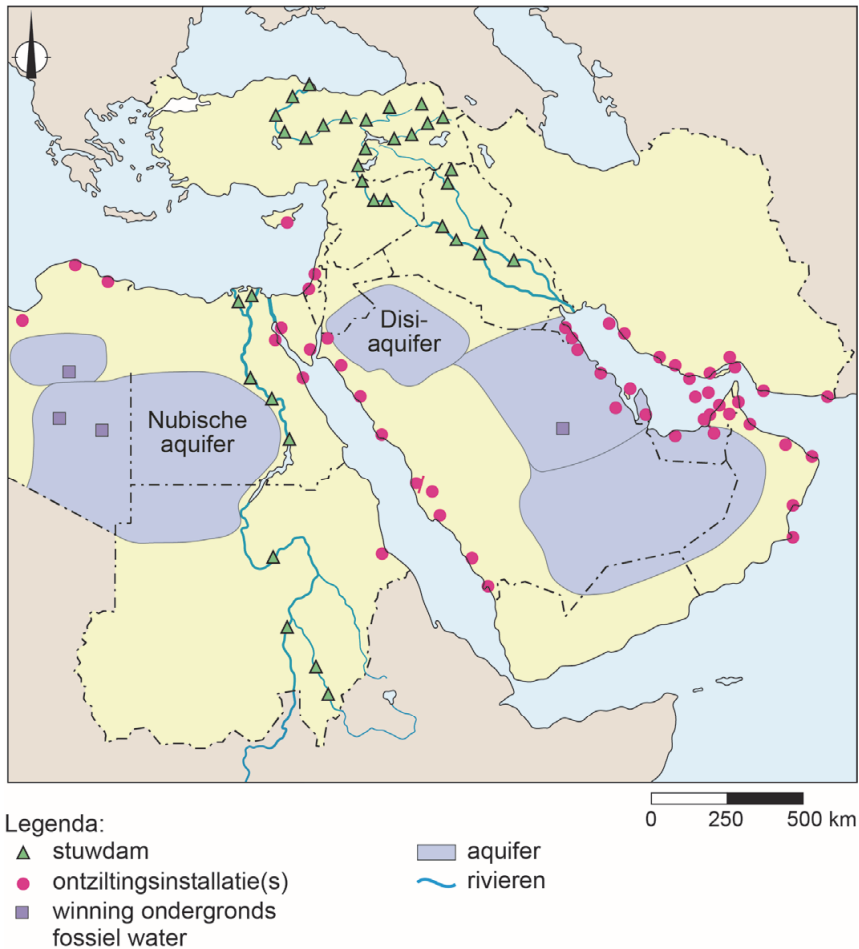 Disi-
aquifer
Nubische
aquifer
0 250 500 km
Legenda:
stuwdam
ontziltingsinstallatie(s)
winning ondergronds
fossiel water
aquifer
rivieren